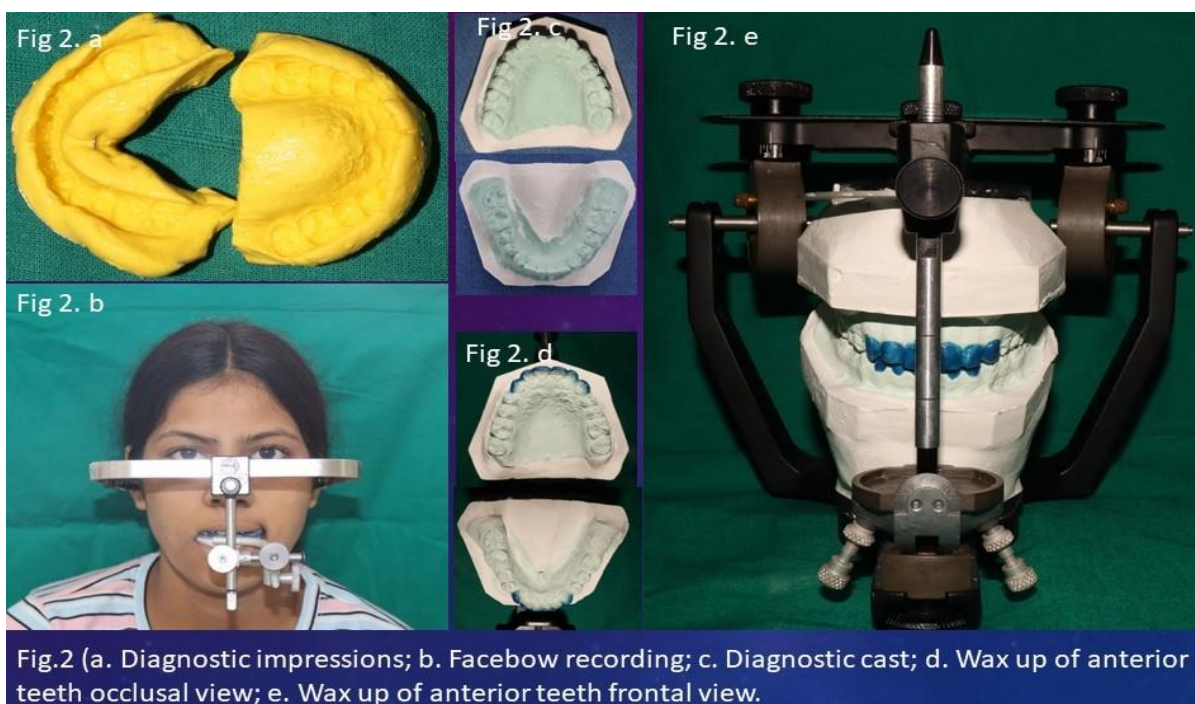 Fig 2. a
Fig 2. b
Fig 2. c
Fig 2. d
Fig 2. e
Fig.2 (a. Diagnostic impressions; b. Facebow recording; c. Diagnostic cast; d. Wax up of anterior
teeth occlusal view; e. Wax up of anterior teeth frontal view.